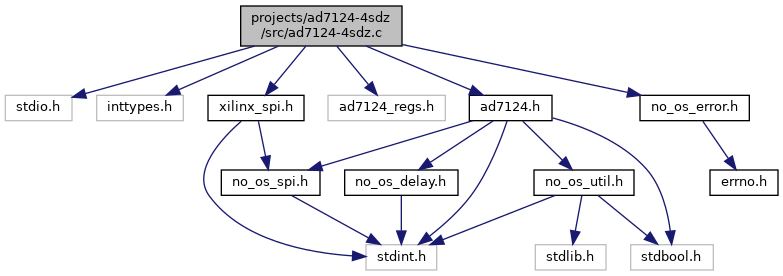 projects/ad7124-4sdz
/src/ad7124-4sdz.c
stdio.h
inttypes.h
xilinx_spi.h
ad7124_regs.h
ad7124.h
no_os_error.h
no_os_spi.h
no_os_delay.h
no_os_util.h
errno.h
stdint.h
stdlib.h
stdbool.h